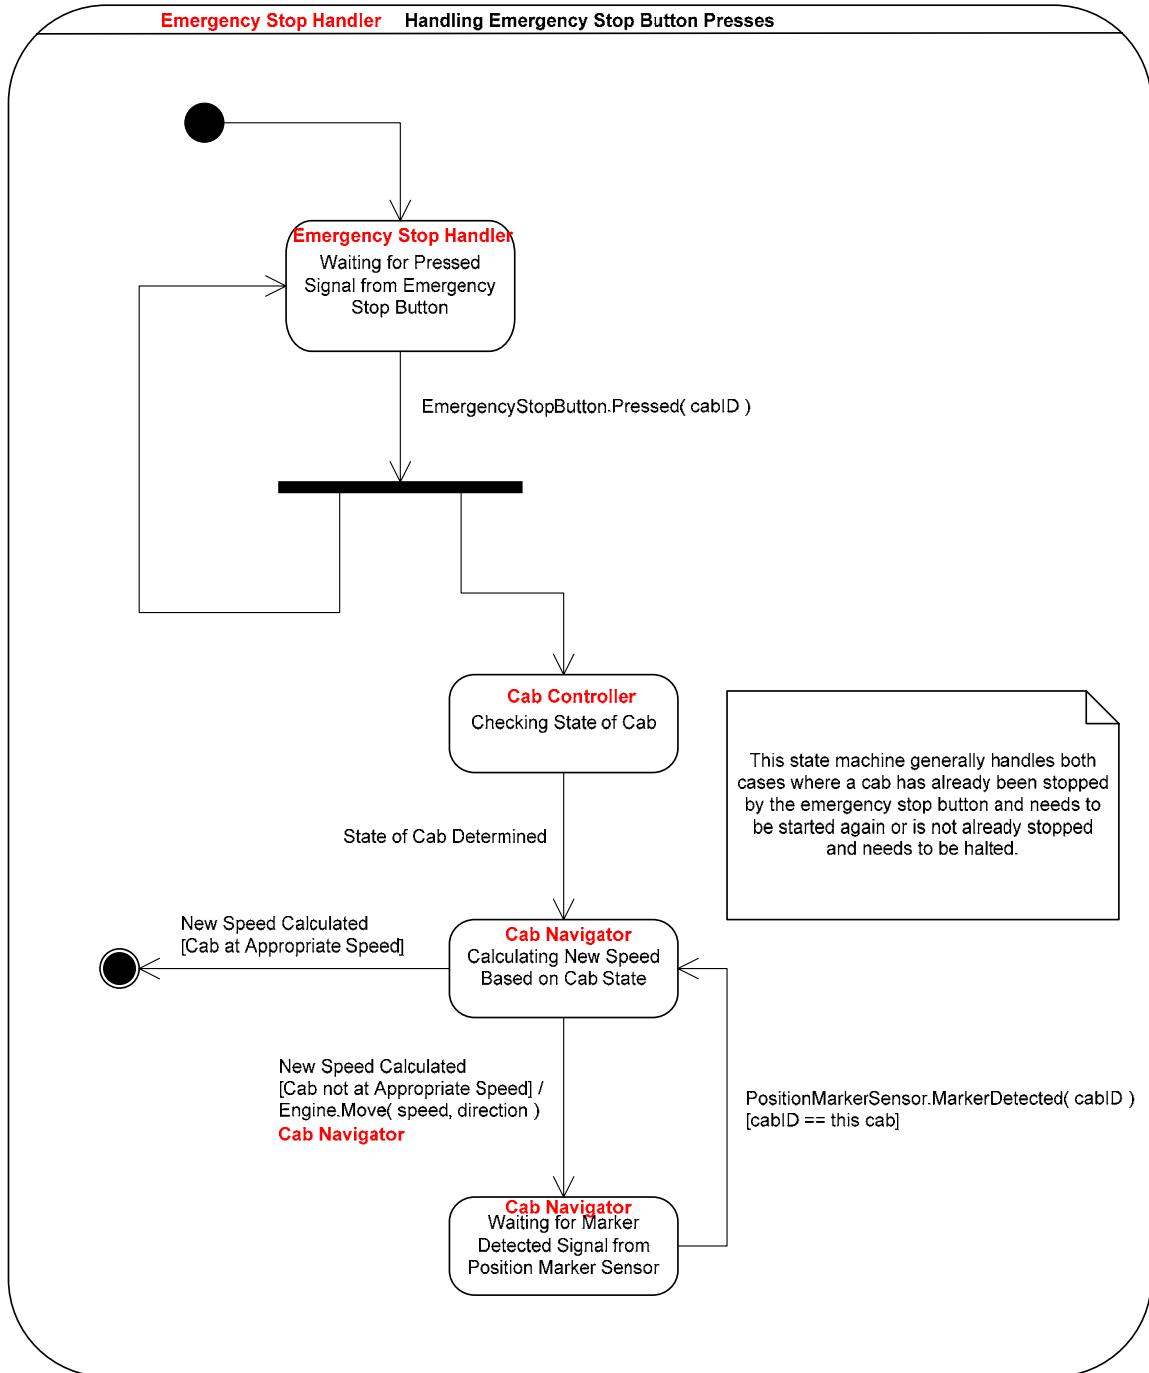 Emergency Stop Handler Handling Emergency Stop Button Presses
Emergency Stop Handler
Waiting for Pressed
Signal from Emergency
Stop Button
EmergencyStopButton.Pressed( cabID )
Cab Controller
Checking State of Cab
This state machine generally handles both
cases where a cab has already been stopped
by the emergency stop button and needs to
be started again or is not already stopped
and needs to be halted.
State of Cab Determined
New Speed Calculated
[Cab at Appropriate Speed]
Cab Navigator
Calculating New Speed
Based on Cab State
New Speed Calculated
[Cab not at Appropriate Speed] /
Engine.Move( speed, direction )
Cab Navigator
PositionMarkerSensor.MarkerDetected( cabID )
[cabID == this cab]
Cab Navigator
Waiting for Marker
Detected Signal from
Position Marker Sensor